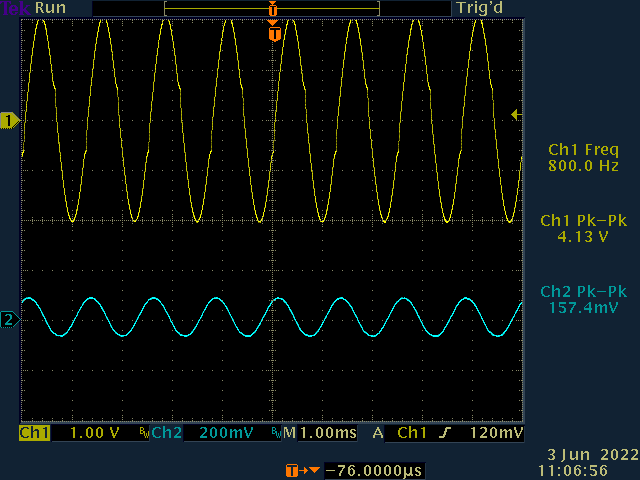 Tek Run Trig'd
T
T
1
Ch1 Freq
800.0 Hz
Ch1 Pk-Pk
4.13 V
Ch2 Pk-Pk
157.4mV
2
Ch1 1.00 V BW Ch2 200mV BW M 1.00ms A Ch1 120mV
T -76.0000µs
3 Jun 2022
11:06:56